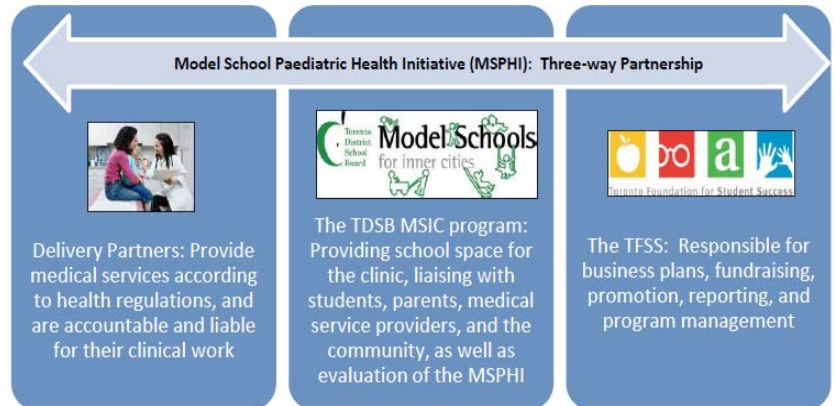 Model School Paediatric Health Initiative (MSPHI): Three-way Partnership
Delivery Partners: Provide
medical services according
to health regulations, and
are accountable and liable
for their clinical work
Toronto
District
School
Board
Model Schools
for inner cities
The TDSB MSIC program:
Providing school space for
the clinic, liaising with
students, parents, medical
service providers, and the
community, as well as
evaluation of the MSPHI
a
Toronto Foundation for Student Success
The TFSS: Responsible for
business plans, fundraising,
promotion, reporting, and
program management